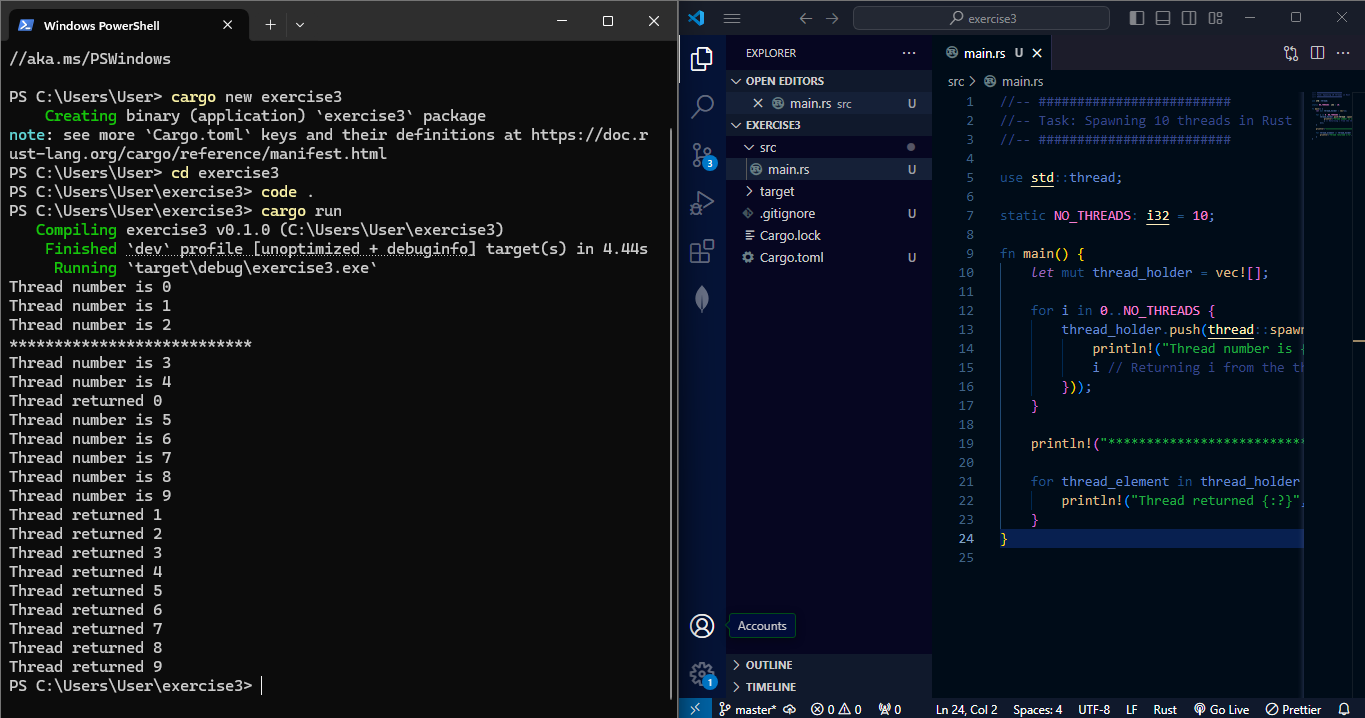 Windows PowerShell
//aka.ms/PSWindows
PS C:\Users\User> cargo new exercise3
    Creating binary (application) `exercise3` package
note: see more `Cargo.toml` keys and their definitions at https://doc.r
ust-lang.org/cargo/reference/manifest.html
PS C:\Users\User> cd exercise3
PS C:\Users\User\exercise3> code .
PS C:\Users\User\exercise3> cargo run
   Compiling exercise3 v0.1.0 (C:\Users\User\exercise3)
    Finished `dev` profile [unoptimized + debuginfo] target(s) in 4.44s
     Running `target\debug\exercise3.exe`
Thread number is 0
Thread number is 1
Thread number is 2
***************************
Thread number is 3
Thread number is 4
Thread returned 0
Thread number is 5
Thread number is 6
Thread number is 7
Thread number is 8
Thread number is 9
Thread returned 1
Thread returned 2
Thread returned 3
Thread returned 4
Thread returned 5
Thread returned 6
Thread returned 7
Thread returned 8
Thread returned 9
PS C:\Users\User\exercise3>
exercise3
3
1
Accounts
EXPLORER
OPEN EDITORS
main.rs src U
EXERCISE3
src
main.rs U
target
.gitignore U
Cargo.lock
Cargo.toml U
OUTLINE
TIMELINE
main.rs U
src > main.rs
1 //-- #########################
2 //-- Task: Spawning 10 threads in Rust
3 //-- #########################
4
5 use std::thread;
6
7 static NO_THREADS: i32 = 10;
8
9 fn main() {
10     let mut thread_holder = vec![];
11
12     for i in 0..NO_THREADS {
13         thread_holder.push(thread::spawn
14             println!("Thread number is {
15             i // Returning i from the th
16         }));
17     }
18
19     println!("**************************
20
21     for thread_element in thread_holder
22         println!("Thread returned {:?}",
23     }
24 }
25
master* 0 0 0 Ln 24, Col 2 Spaces: 4 UTF-8 LF Rust Go Live Prettier